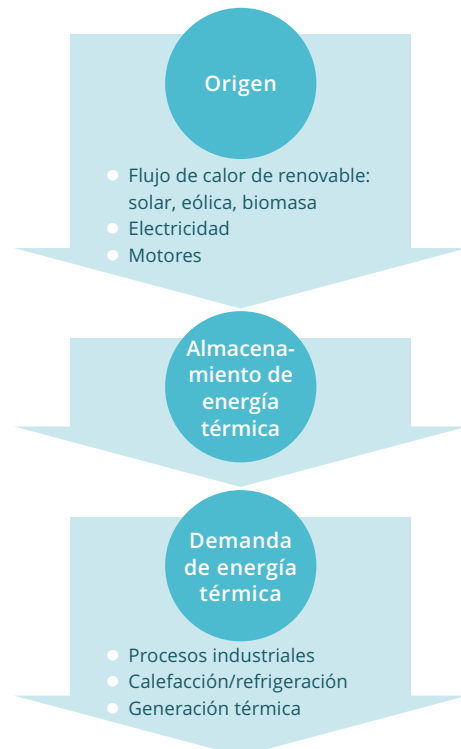 Origen
Flujo de calor de renovable:
solar, eólica, biomasa
Electricidad
Motores
Almacena-
miento de
energía
térmica
Demanda
de energía
térmica
Procesos industriales
Calefacción/refrigeración
Generación térmica